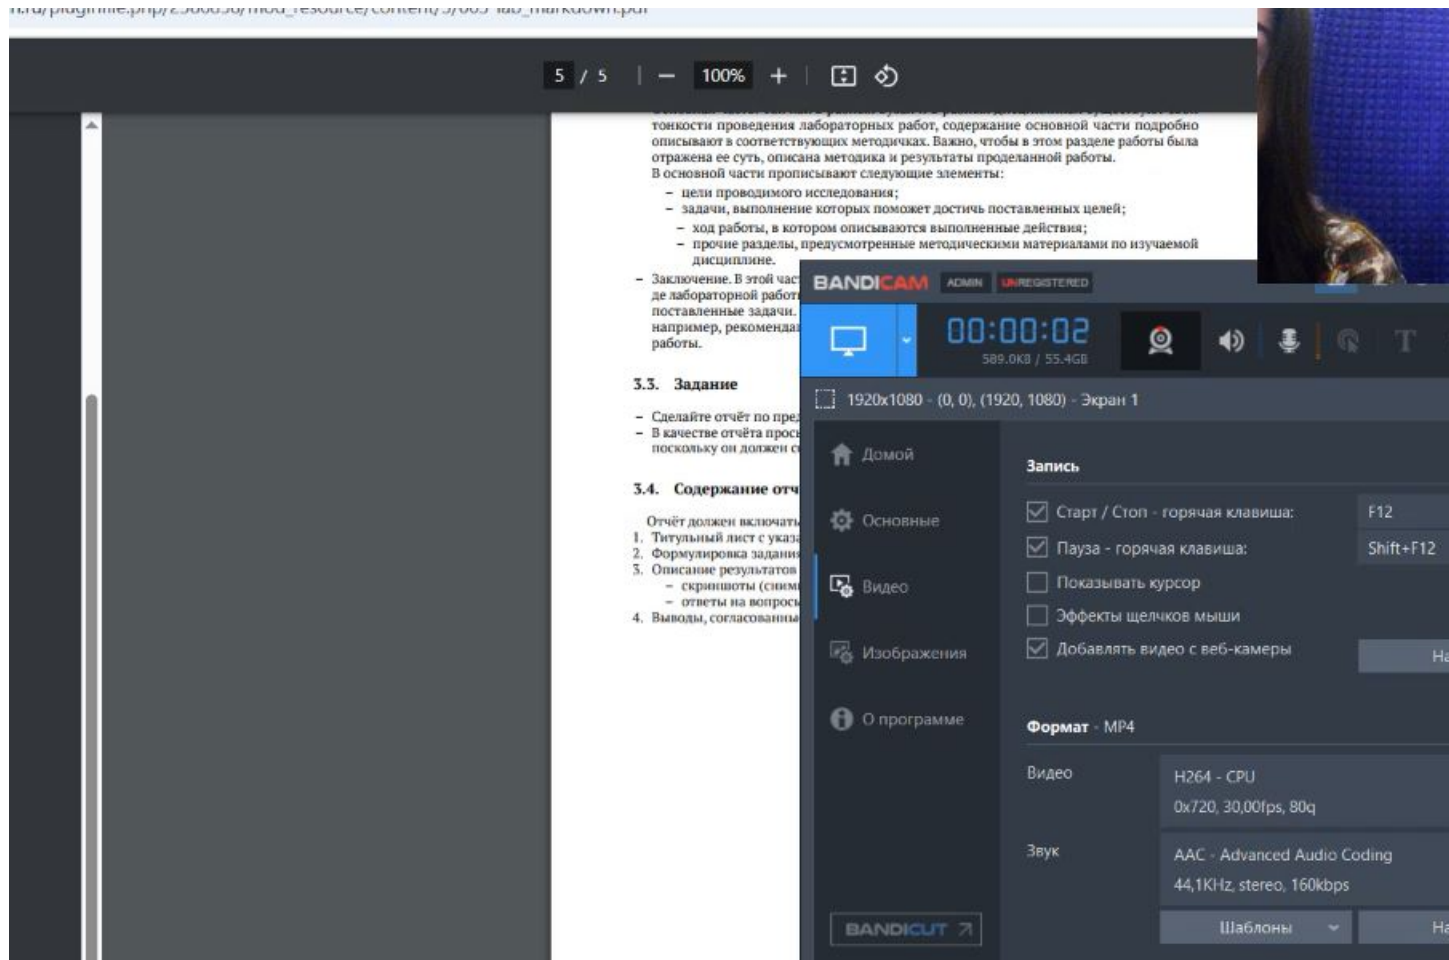 5 / 5
100%
тонкости проведения лабораторных работ, содержание основной части подробно
описывают в соответствующих методичках. Важно, чтобы в этом разделе работы была
отражена ее суть, описана методика и результаты проделанной работы.
В основной части прописывают следующие элементы:
– цели проводимого исследования;
– задачи, выполнение которых поможет достичь поставленных целей;
– ход работы, в котором описываются выполненные действия;
– прочие разделы, предусмотренные методическими материалами по изучаемой
дисциплине.
– Заключение. В этой час
де лабораторной работ
поставленные задачи.
например, рекоменда
работы.
3.3. Задание
– Сделайте отчёт по пред
– В качестве отчёта прос
поскольку он должен
3.4. Содержание отч
Отчёт должен включать
1. Титульный лист с указа
2. Формулировка задания
3. Описание результатов
– скриншоты (сним
– ответы на вопрос
4. Выводы, согласованны
BANDICAM ADMIN UNREGISTERED
00:00:02
589.0KB / 55.4GB
T
1920x1080 - (0, 0), (1920, 1080) - Экран 1
Домой
Основные
Видео
Изображения
О программе
BANDICUT
Запись
Старт / Стоп - горячая клавиша: F12
Пауза - горячая клавиша: Shift+F12
Показывать курсор
Эффекты щелчков мыши
Добавлять видео с веб-камеры
На
Формат - MP4
Видео
H264 - CPU
0x720, 30,00fps, 80q
Звук
AAC - Advanced Audio Coding
44,1KHz, stereo, 160kbps
Шаблоны
На